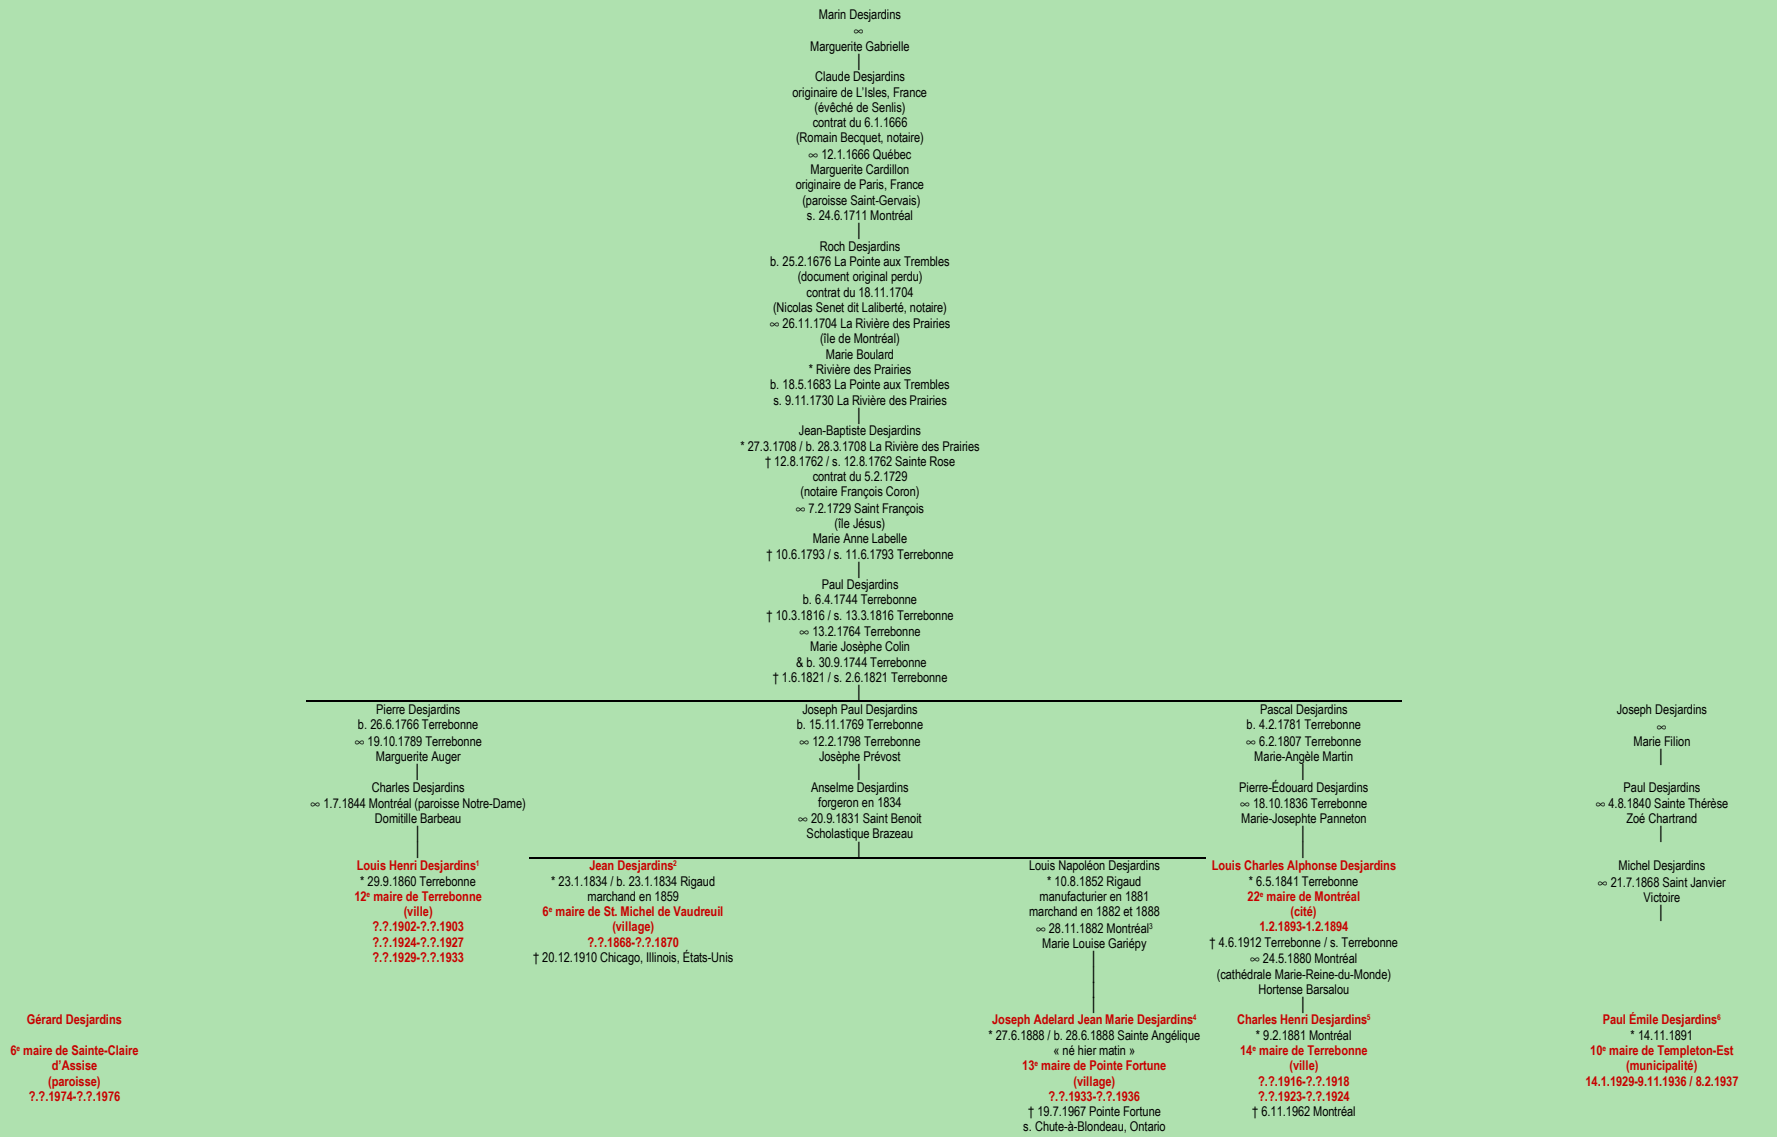 Marin Desjardins
∞
Marguerite Gabrielle
Claude Desjardins
originaire de L'Isles, France
(évêché de Senlis)
contrat du 6.1.1666
(Romain Becquet, notaire)
∞ 12.1.1666 Québec
Marguerite Cardillon
originaire de Paris, France
(paroisse Saint-Gervais)
s. 24.6.1711 Montréal
Roch Desjardins
b. 25.2.1676 La Pointe aux Trembles
(document original perdu)
contrat du 18.11.1704
(Nicolas Senet dit Laliberté, notaire)
∞ 26.11.1704 La Rivière des Prairies
(île de Montréal)
Marie Boulard
* Rivière des Prairies
b. 18.5.1683 La Pointe aux Trembles
s. 9.11.1730 La Rivière des Prairies
Jean-Baptiste Desjardins
* 27.3.1708 / b. 28.3.1708 La Rivière des Prairies
† 12.8.1762 / s. 12.8.1762 Sainte Rose
contrat du 5.2.1729
(notaire François Coron)
∞ 7.2.1729 Saint François
(île Jésus)
Marie Anne Labelle
† 10.6.1793 / s. 11.6.1793 Terrebonne
Paul Desjardins
b. 6.4.1744 Terrebonne
† 10.3.1816 / s. 13.3.1816 Terrebonne
∞ 13.2.1764 Terrebonne
Marie Josèphe Colin
& b. 30.9.1744 Terrebonne
† 1.6.1821 / s. 2.6.1821 Terrebonne
Pierre Desjardins
b. 26.6.1766 Terrebonne
∞ 19.10.1789 Terrebonne
Marguerite Auger
Charles Desjardins
∞ 1.7.1844 Montréal (paroisse Notre-Dame)
Domitille Barbeau
Louis Henri Desjardins¹
* 29.9.1860 Terrebonne
12e maire de Terrebonne
(ville)
?.?.1902-?.?.1903
?.?.1924-?.?.1927
?.?.1929-?.?.1933
Joseph Paul Desjardins
b. 15.11.1769 Terrebonne
∞ 12.2.1798 Terrebonne
Josèphe Prévost
Anselme Desjardins
forgeron en 1834
∞ 20.9.1831 Saint Benoit
Scholastique Brazeau
Jean Desjardins²
* 23.1.1834 / b. 23.1.1834 Rigaud
marchand en 1859
6e maire de St. Michel de Vaudreuil
(village)
?.?.1868-?.?.1870
† 20.12.1910 Chicago, Illinois, États-Unis
Louis Napoléon Desjardins
* 10.8.1852 Rigaud
manufacturier en 1881
marchand en 1882 et 1888
∞ 28.11.1882 Montréal³
Marie Louise Gariépy
Pascal Desjardins
b. 4.2.1781 Terrebonne
∞ 6.2.1807 Terrebonne
Marie-Angèle Martin
Pierre-Édouard Desjardins
∞ 18.10.1836 Terrebonne
Marie-Josephte Panneton
Louis Charles Alphonse Desjardins
* 6.5.1841 Terrebonne
22e maire de Montréal
(cité)
1.2.1893-1.2.1894
† 4.6.1912 Terrebonne / s. Terrebonne
∞ 24.5.1880 Montréal
(cathédrale Marie-Reine-du-Monde)
Hortense Barsalou
Joseph Desjardins
∞
Marie Filion
Paul Desjardins
∞ 4.8.1840 Sainte Thérèse
Zoé Chartrand
Michel Desjardins
∞ 21.7.1868 Saint Janvier
Victoire
Gérard Desjardins
6e maire de Sainte-Claire
d'Assise
(paroisse)
?.?.1974-?.?.1976
Joseph Adelard Jean Marie Desjardins⁴
* 27.6.1888 / b. 28.6.1888 Sainte Angélique
« né hier matin »
13e maire de Pointe Fortune
(village)
?.?.1933-?.?.1936
† 19.7.1967 Pointe Fortune
s. Chute-à-Blondeau, Ontario
Charles Henri Desjardins⁵
* 9.2.1881 Montréal
14e maire de Terrebonne
(ville)
?.?.1916-?.?.1918
?.?.1923-?.?.1924
† 6.11.1962 Montréal
Paul Émile Desjardins⁶
* 14.11.1891
10e maire de Templeton-Est
(municipalité)
14.1.1929-9.11.1936 / 8.2.1937